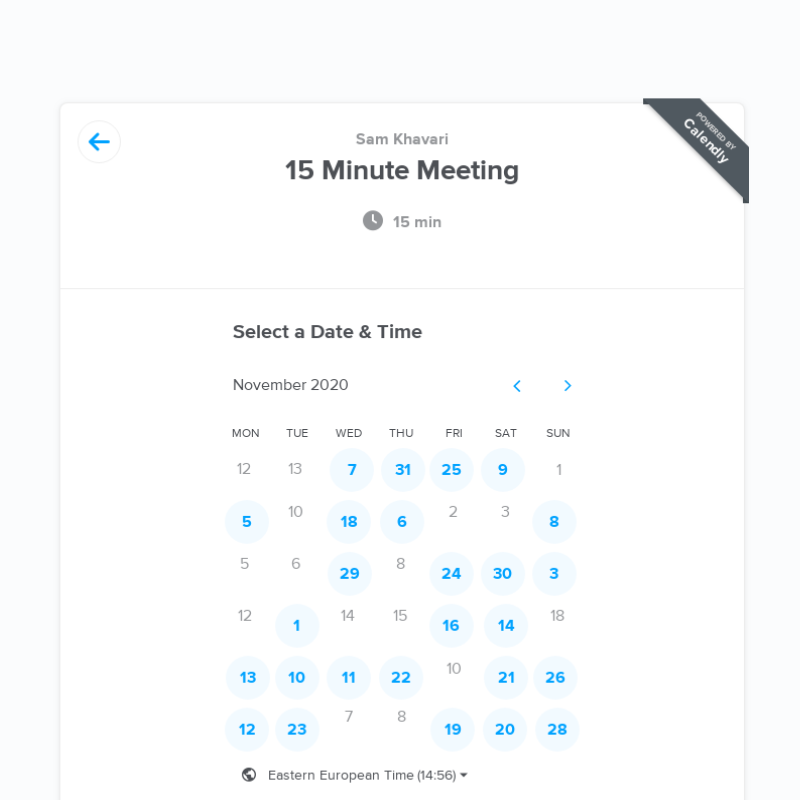 POWERED BY
Calendly
Sam Khavari
15 Minute Meeting
15 min
Select a Date & Time
November 2020
MON TUE WED THU FRI SAT SUN
12 13 7 31 25 9 1
5 10 18 6 2 3 8
5 6 29 8 24 30 3
12 1 14 15 16 14 18
13 10 11 22 10 21 26
12 23 7 8 19 20 28
Eastern European Time (14:56)